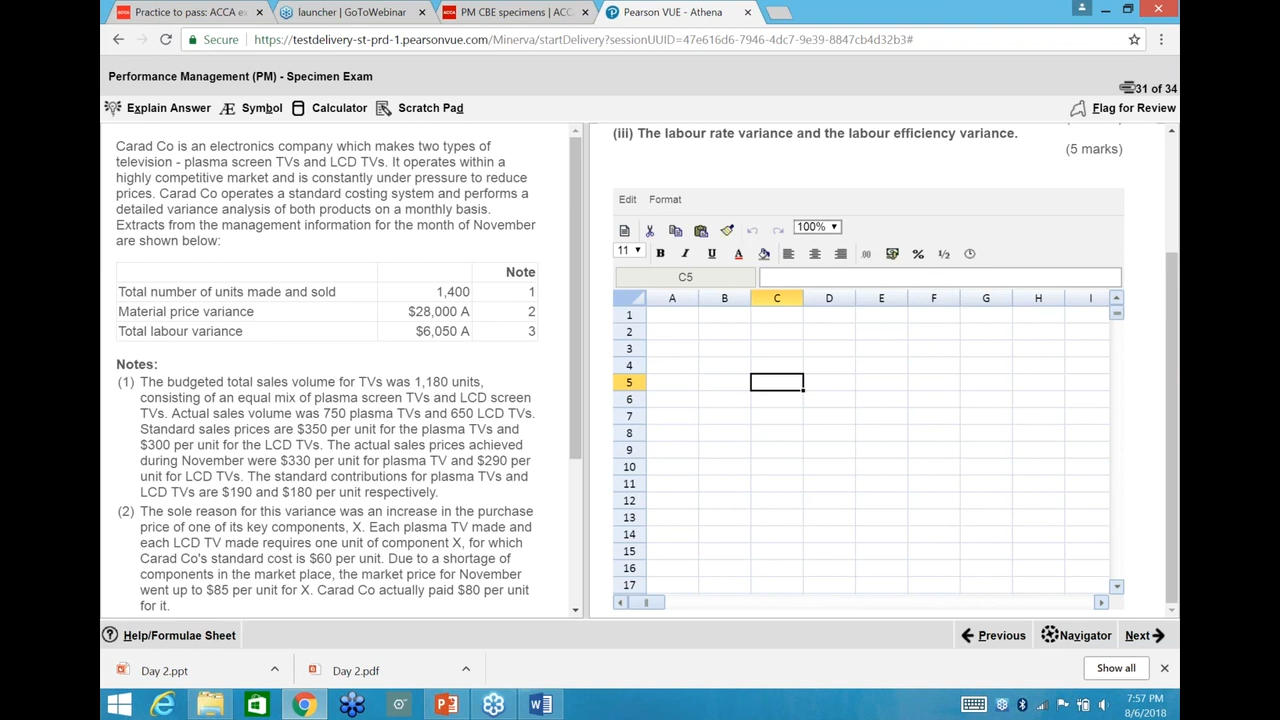 Practice to pass: ACCA ex
launcher | GoToWebinar
PM CBE specimens | ACC
Pearson VUE - Athena
Secure
https://testdelivery-st-prd-1.pearsonvue.com/Minerva/startDelivery?sessionUUID=47e616d6-7946-4dc7-9e39-8847cb4d32b3#
Performance Management (PM) - Specimen Exam
31 of 34
Explain Answer
Symbol
Calculator
Scratch Pad
Flag for Review
Carad Co is an electronics company which makes two types of
television - plasma screen TVs and LCD TVs. It operates within a
highly competitive market and is constantly under pressure to reduce
prices. Carad Co operates a standard costing system and performs a
detailed variance analysis of both products on a monthly basis.
Extracts from the management information for the month of November
are shown below:
Note
Total number of units made and sold 1,400 1
Material price variance $28,000 A 2
Total labour variance $6,050 A 3
Notes:
(1) The budgeted total sales volume for TVs was 1,180 units,
consisting of an equal mix of plasma screen TVs and LCD screen
TVs. Actual sales volume was 750 plasma TVs and 650 LCD TVs.
Standard sales prices are $350 per unit for the plasma TVs and
$300 per unit for the LCD TVs. The actual sales prices achieved
during November were $330 per unit for plasma TV and $290 per
unit for LCD TVs. The standard contributions for plasma TVs and
LCD TVs are $190 and $180 per unit respectively.
(2) The sole reason for this variance was an increase in the purchase
price of one of its key components, X. Each plasma TV made and
each LCD TV made requires one unit of component X, for which
Carad Co's standard cost is $60 per unit. Due to a shortage of
components in the market place, the market price for November
went up to $85 per unit for X. Carad Co actually paid $80 per unit
for it.
(iii) The labour rate variance and the labour efficiency variance.
(5 marks)
Edit Format
100%
11 B I U A .00 % 1/2
C5
A B C D E F G H I
1
2
3
4
5
6
7
8
9
10
11
12
13
14
15
16
17
Help/Formulae Sheet
Previous
Navigator
Next
Day 2.ppt
Day 2.pdf
Show all
7:57 PM
8/6/2018